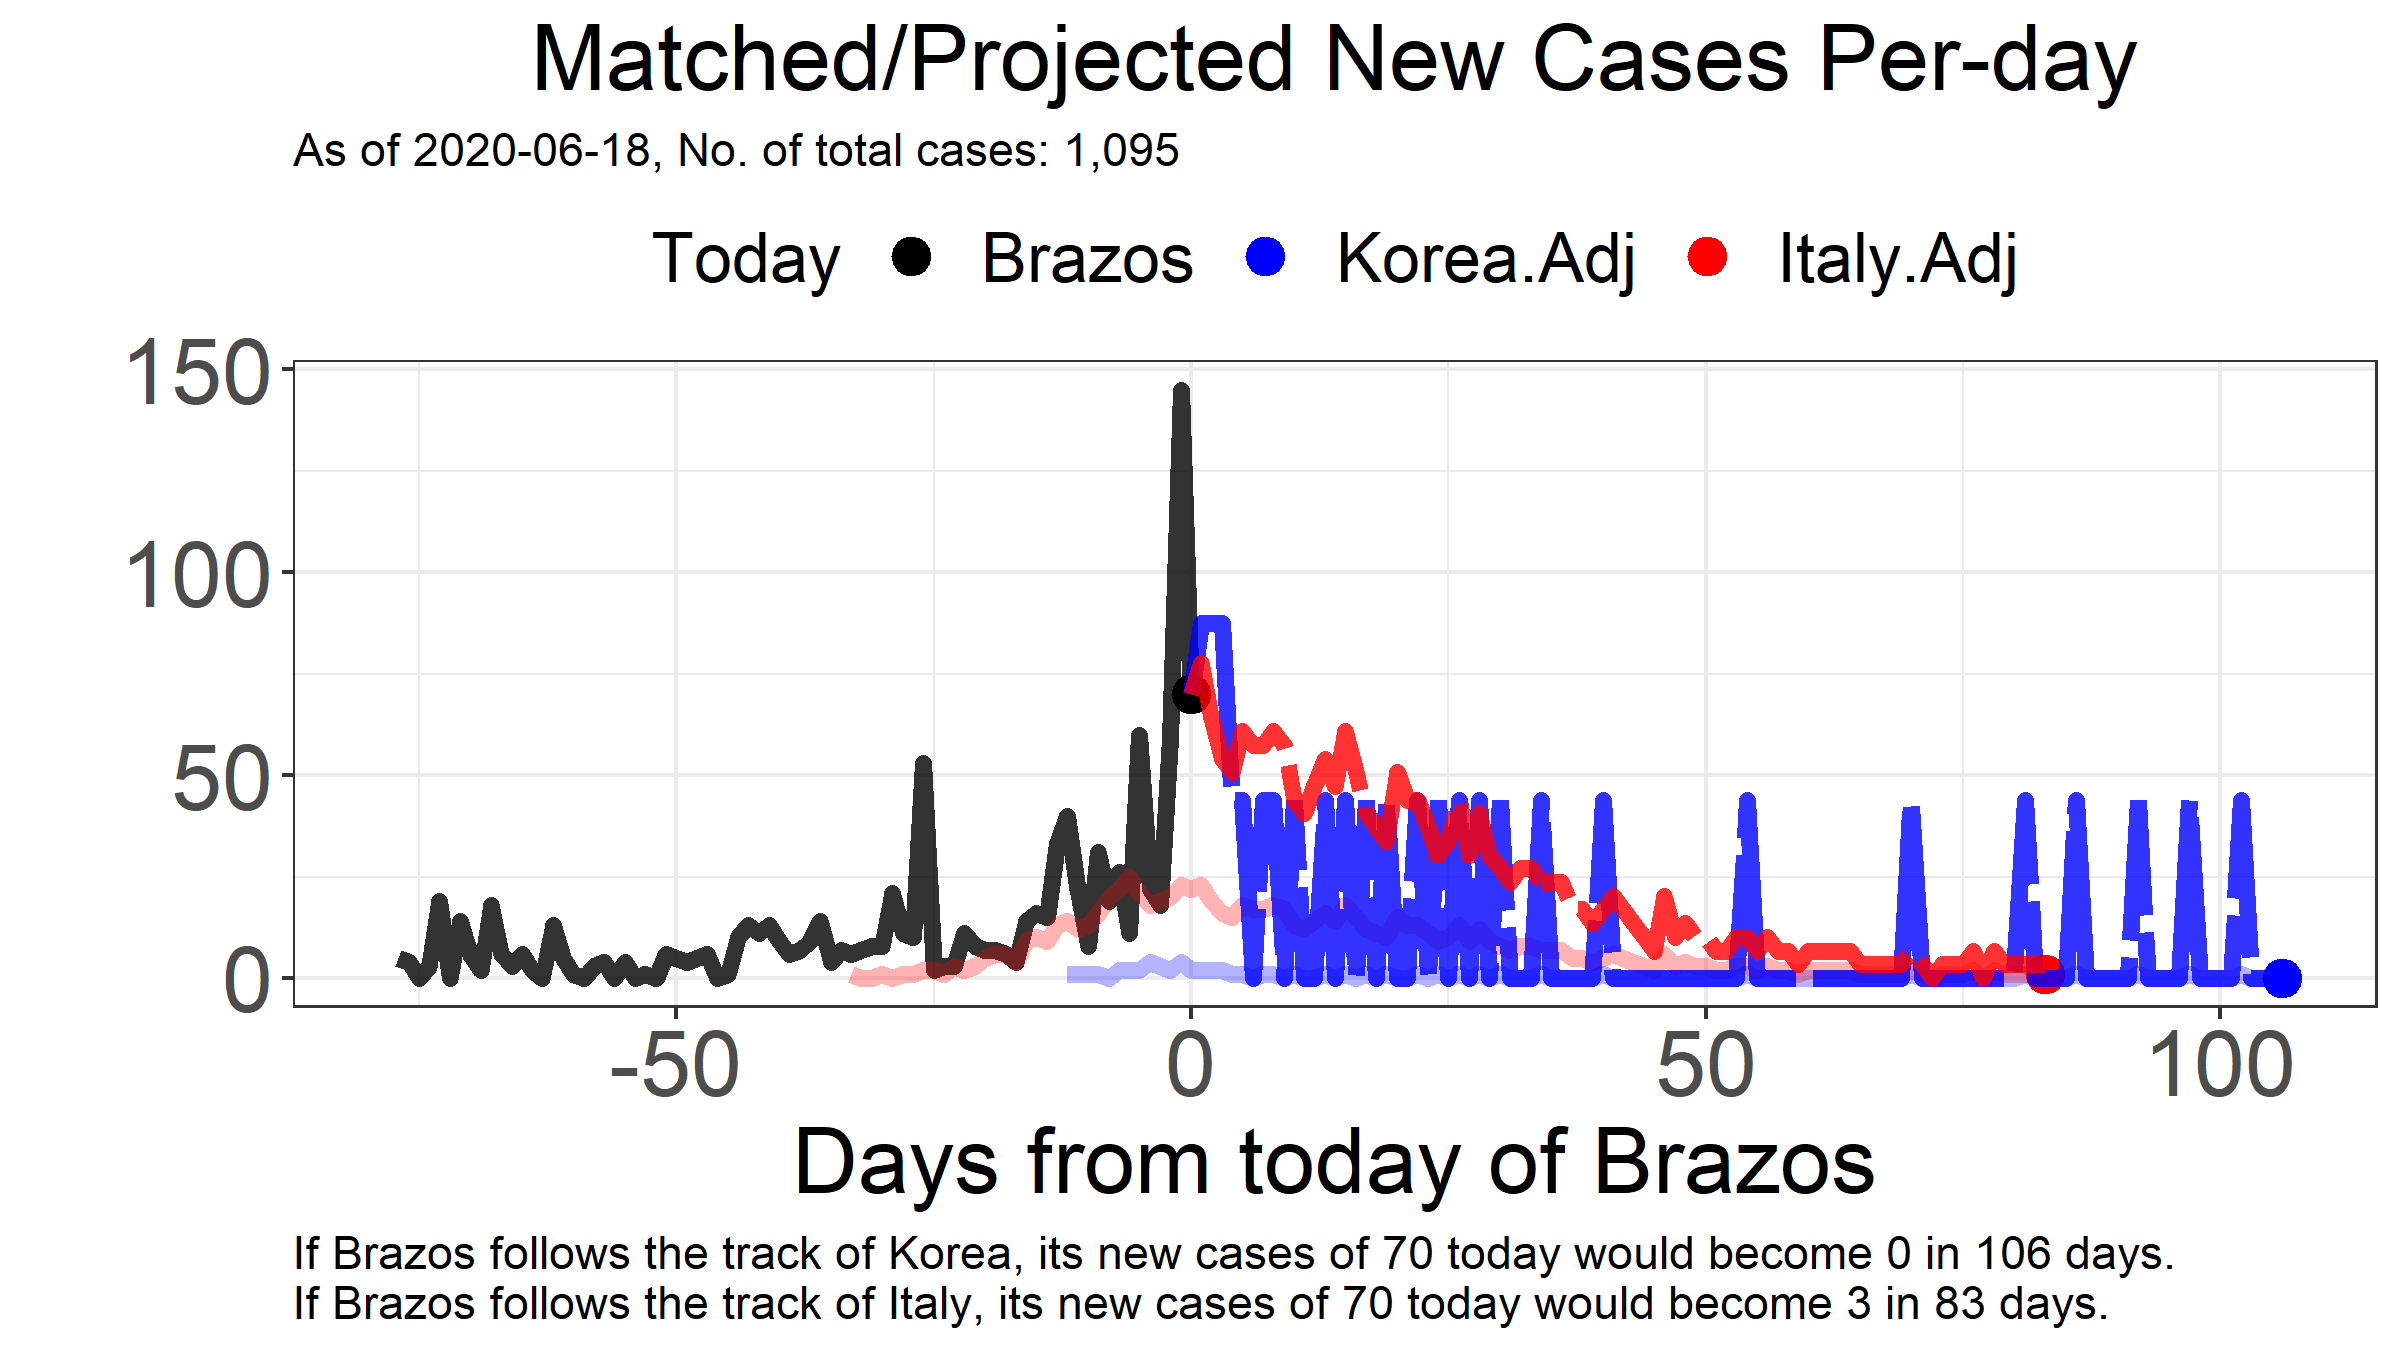 Matched/Projected New Cases Per-day
As of 2020-06-18, No. of total cases: 1,095
Today Brazos Korea.Adj Italy.Adj
150
100
50
0
-50 0 50 100
Days from today of Brazos
If Brazos follows the track of Korea, its new cases of 70 today would become 0 in 106 days.
If Brazos follows the track of Italy, its new cases of 70 today would become 3 in 83 days.